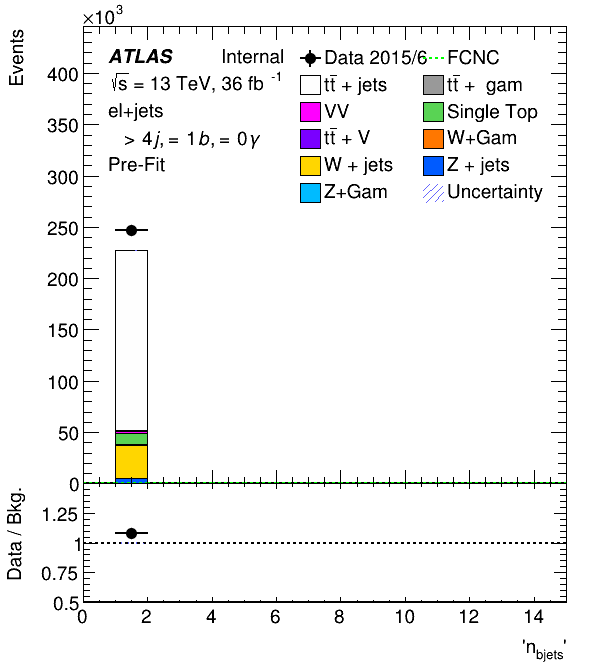 ×10³
Events
400
350
300
250
200
150
100
50
0
ATLAS Internal
√s = 13 TeV, 36 fb⁻¹
el+jets
> 4j, = 1b, = 0γ
Pre-Fit
Data 2015/6
FCNC
tt̅ + jets
tt̅ + gam
VV
Single Top
tt̅ + V
W+Gam
W + jets
Z + jets
Z+Gam
Uncertainty
Data / Bkg.
1.25
1
0.75
0.5
0 2 4 6 8 10 12 14
'n_bjets'